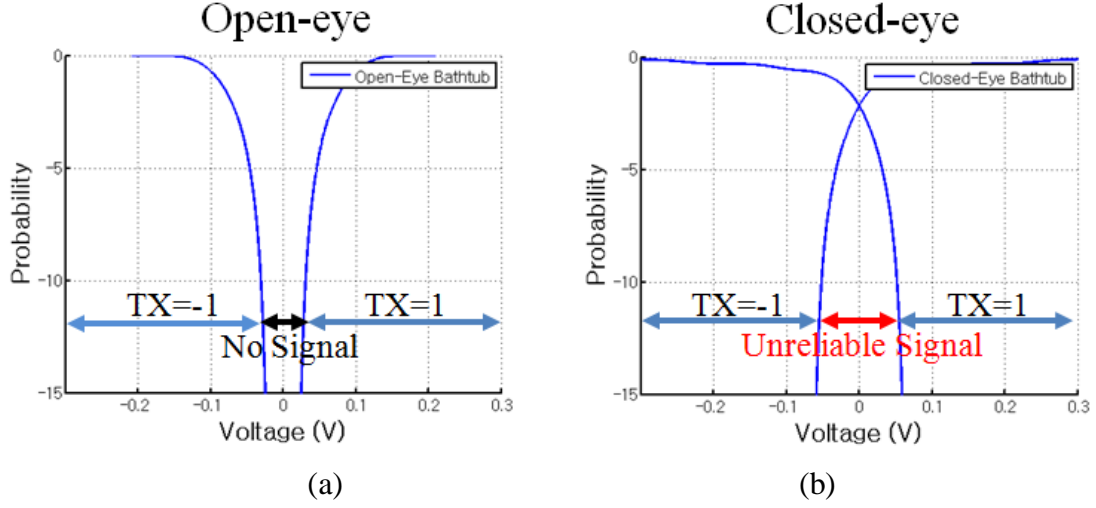 Open-eye
0
-5
-10
-15
-0.2
-0.1
0
0.1
0.2
0.3
Probability
Voltage (V)
Open-Eye Bathtub
TX=-1
TX=1
No Signal
(a)
Closed-eye
0
-5
-10
-15
-0.2
-0.1
0
0.1
0.2
0.3
Probability
Voltage (V)
Closed-Eye Bathtub
TX=-1
TX=1
Unreliable Signal
(b)